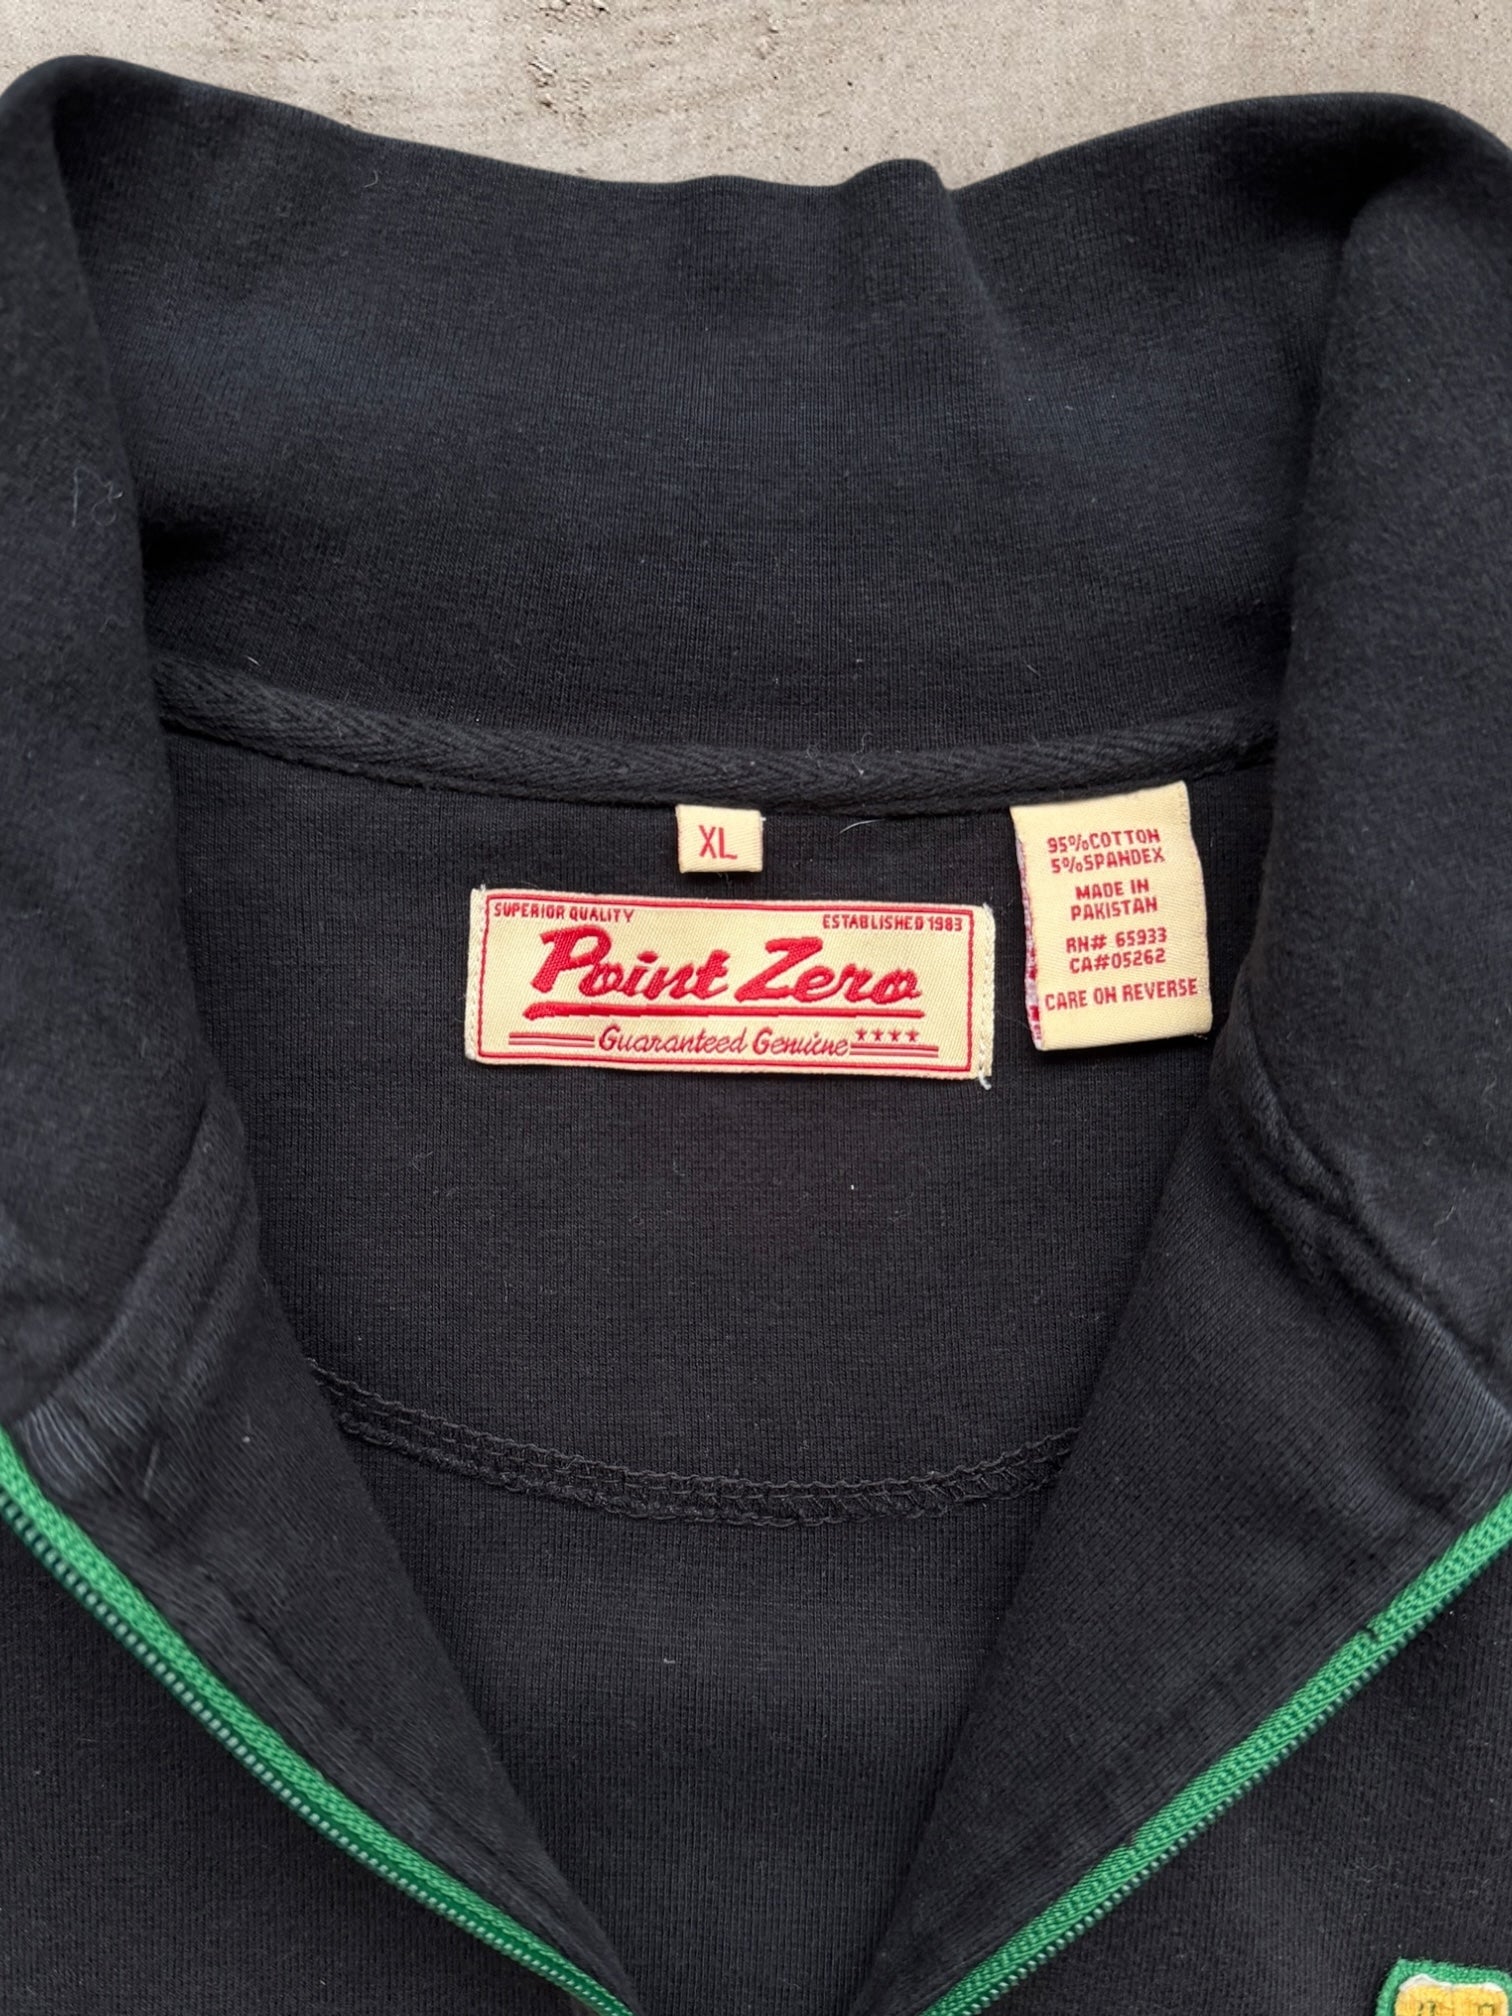 XL
SUPERIOR QUALITY ESTABLISHED 1983
Point Zero
Guaranteed Genuine ****
95%COTTON
5%SPANDEX
MADE IN
PAKISTAN
RN# 65933
CA#05262
CARE ON REVERSE